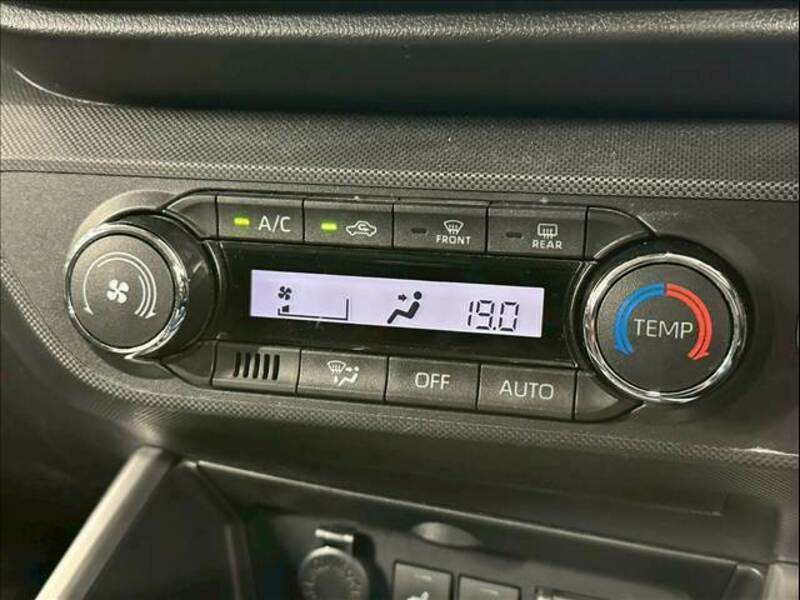 A/C
FRONT
REAR
19.0
TEMP
OFF
AUTO